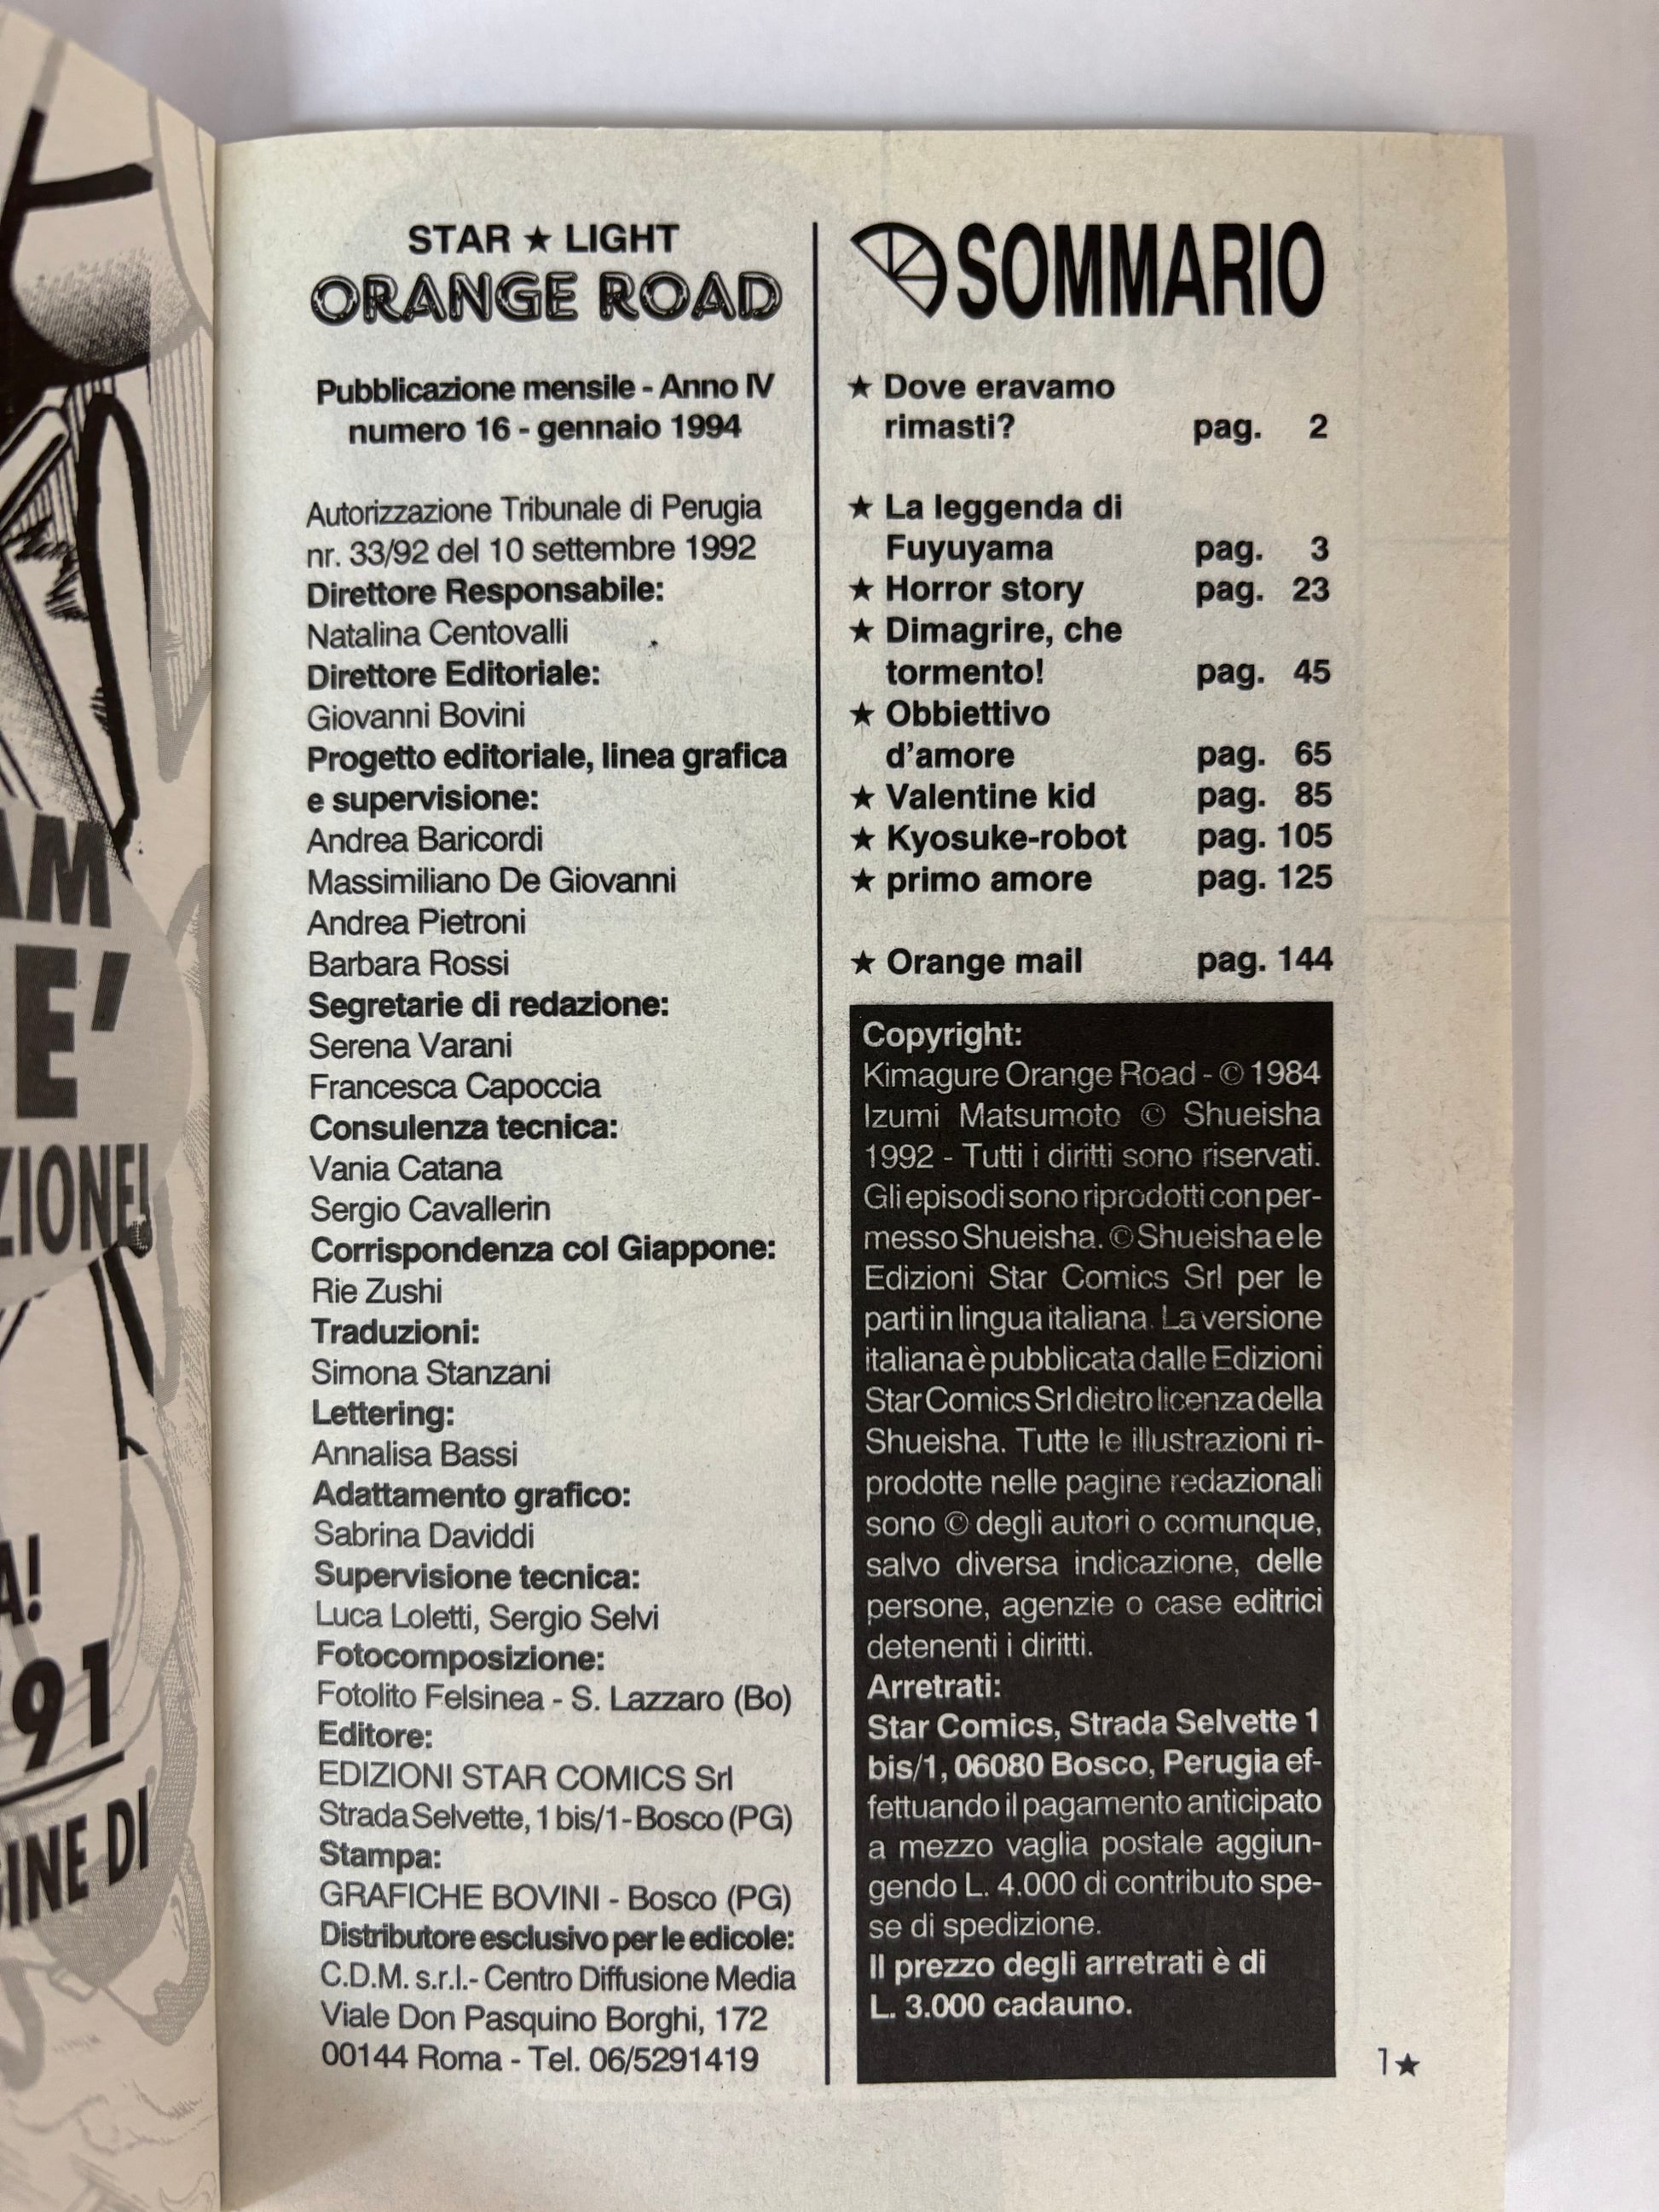 AM
E'
ZIONE!
A!
'91
GINE DI
STAR ★ LIGHT
ORANGE ROAD
Pubblicazione mensile - Anno IV
numero 16 - gennaio 1994
Autorizzazione Tribunale di Perugia
nr. 33/92 del 10 settembre 1992
Direttore Responsabile:
Natalina Centovalli
Direttore Editoriale:
Giovanni Bovini
Progetto editoriale, linea grafica
e supervisione:
Andrea Baricordi
Massimiliano De Giovanni
Andrea Pietroni
Barbara Rossi
Segretarie di redazione:
Serena Varani
Francesca Capoccia
Consulenza tecnica:
Vania Catana
Sergio Cavallerin
Corrispondenza col Giappone:
Rie Zushi
Traduzioni:
Simona Stanzani
Lettering:
Annalisa Bassi
Adattamento grafico:
Sabrina Daviddi
Supervisione tecnica:
Luca Loletti, Sergio Selvi
Fotocomposizione:
Fotolito Felsinea - S. Lazzaro (Bo)
Editore:
EDIZIONI STAR COMICS Srl
Strada Selvette, 1 bis/1 - Bosco (PG)
Stampa:
GRAFICHE BOVINI - Bosco (PG)
Distributore esclusivo per le edicole:
C.D.M. s.r.l.- Centro Diffusione Media
Viale Don Pasquino Borghi, 172
00144 Roma - Tel. 06/5291419
SOMMARIO
★ Dove eravamo
rimasti? pag. 2
★ La leggenda di
Fuyuyama pag. 3
★ Horror story pag. 23
★ Dimagrire, che
tormento! pag. 45
★ Obbiettivo
d'amore pag. 65
★ Valentine kid pag. 85
★ Kyosuke-robot pag. 105
★ primo amore pag. 125
★ Orange mail pag. 144
Copyright:
Kimagure Orange Road - © 1984
Izumi Matsumoto © Shueisha
1992 - Tutti i diritti sono riservati.
Gli episodi sono riprodotti con per-
messo Shueisha. © Shueisha e le
Edizioni Star Comics Srl per le
parti in lingua italiana. La versione
italiana è pubblicata dalle Edizioni
Star Comics Srl dietro licenza della
Shueisha. Tutte le illustrazioni ri-
prodotte nelle pagine redazionali
sono © degli autori o comunque,
salvo diversa indicazione, delle
persone, agenzie o case editrici
detenenti i diritti.
Arretrati:
Star Comics, Strada Selvette 1
bis/1, 06080 Bosco, Perugia ef-
fettuando il pagamento anticipato
a mezzo vaglia postale aggiun-
gendo L. 4.000 di contributo spe-
se di spedizione.
Il prezzo degli arretrati è di
L. 3.000 cadauno.
1★